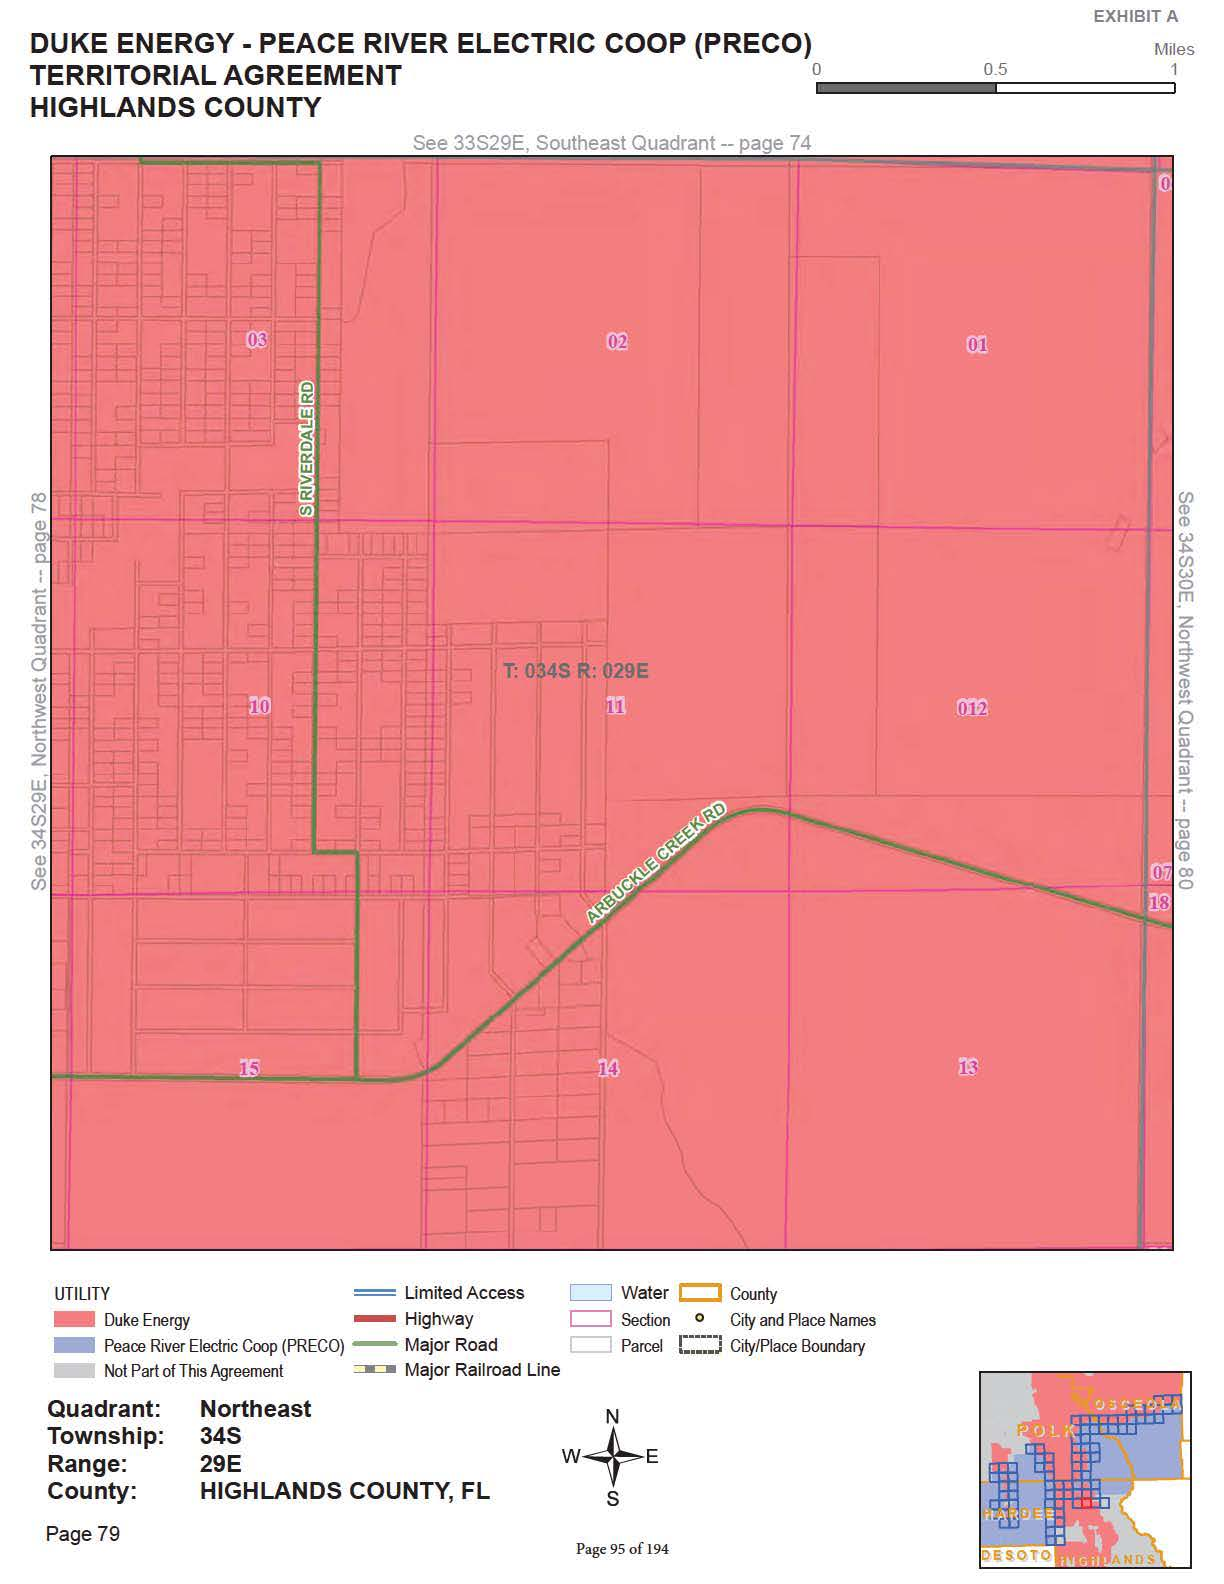 EXHIBIT A
DUKE ENERGY - PEACE RIVER ELECTRIC COOP (PRECO)
TERRITORIAL AGREEMENT
HIGHLANDS COUNTY
Miles
0 0.5 1
See 33S29E, Southeast Quadrant -- page 74
0
03 02 01
S RIVERDALE RD
See 34S29E, Northwest Quadrant -- page 78
See 34S30E, Northwest Quadrant -- page 80
T: 034S R: 029E
10 11 012
ARBUCKLE CREEK RD
07
18
15 14 13
UTILITY
Duke Energy
Peace River Electric Coop (PRECO)
Not Part of This Agreement
Limited Access
Highway
Major Road
Major Railroad Line
Water
Section
Parcel
County
City and Place Names
City/Place Boundary
Quadrant: Northeast
Township: 34S
Range: 29E
County: HIGHLANDS COUNTY, FL
Page 79
N
W E
S
Page 95 of 194
OSCEOLA
POLK
HARDEE
DESOTO
HIGHLANDS